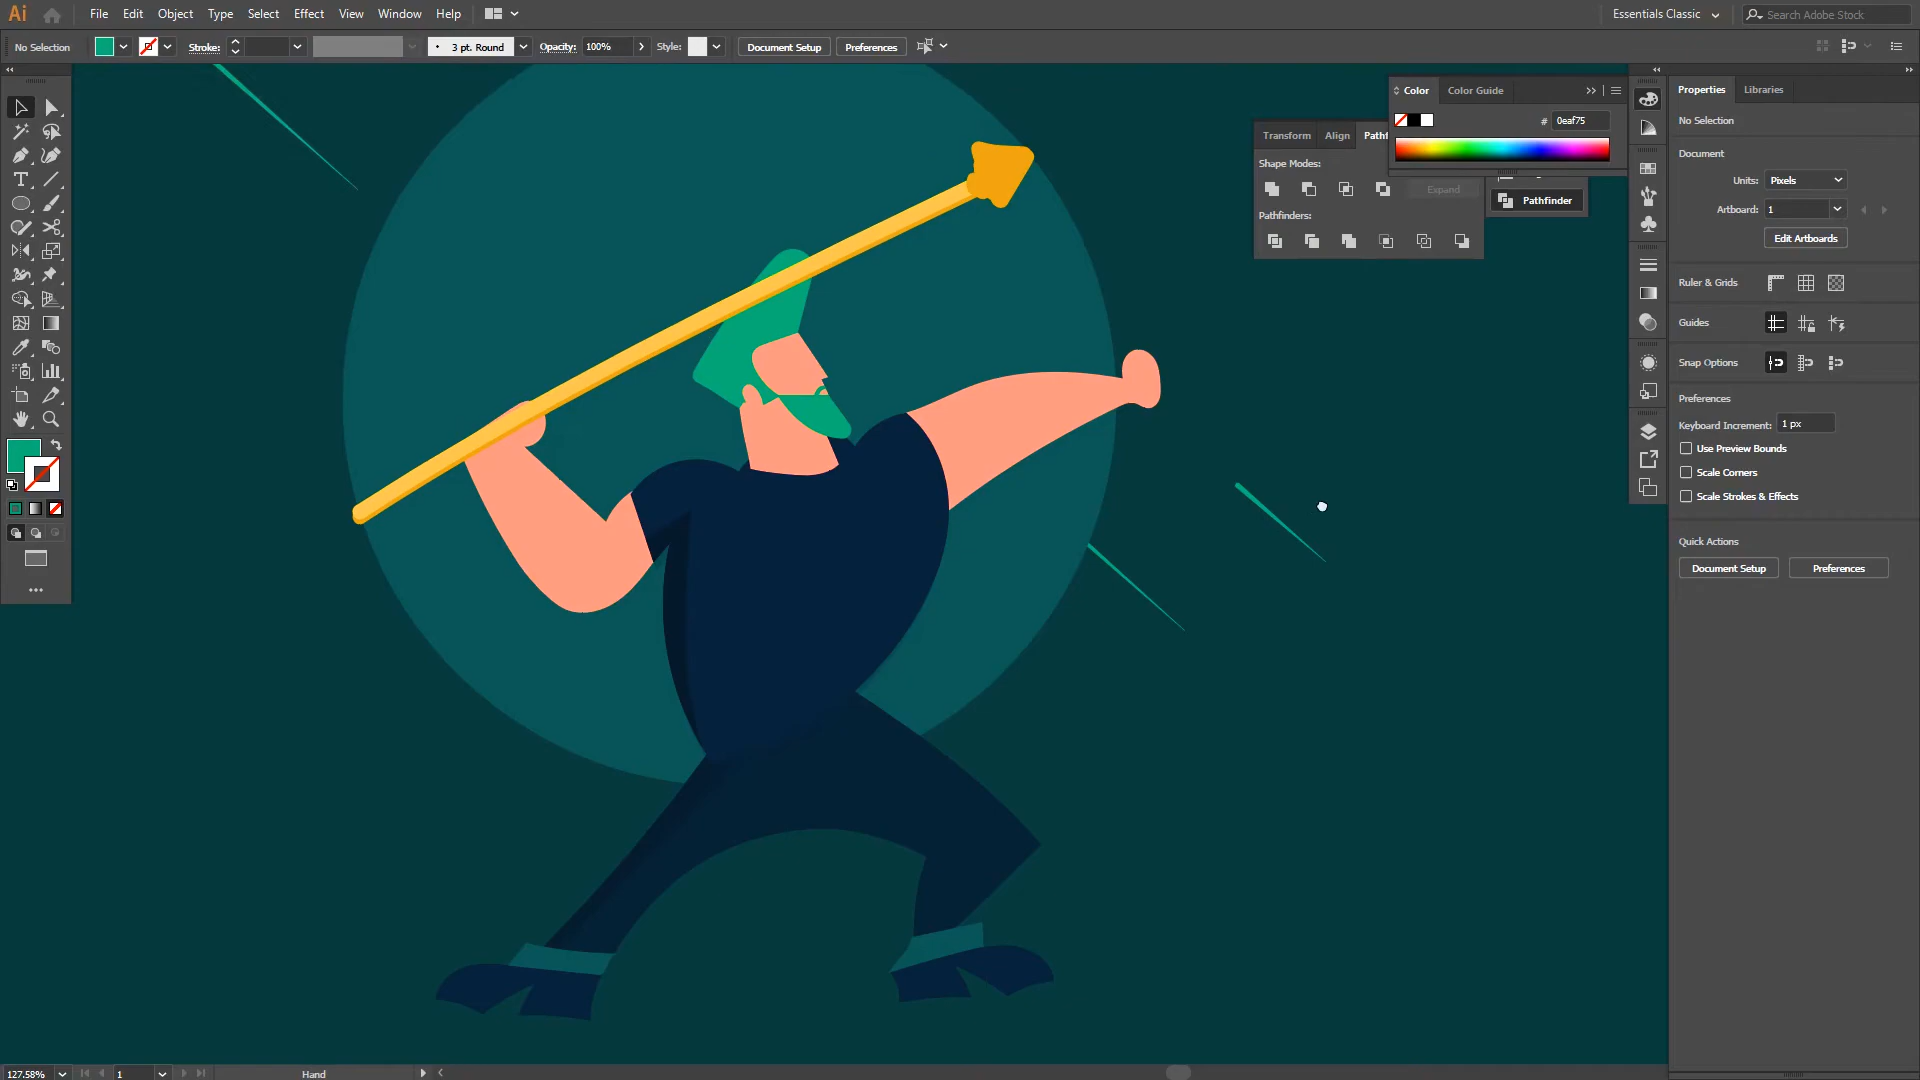 Ai File Edit Object Type Select Effect View Window Help Essentials Classic Search Adobe Stock
No Selection Stroke: 3 pt. Round Opacity: 100% Style: Document Setup Preferences
Color Color Guide
# 0eaf75
Transform Align Pathf
Shape Modes:
Expand
Pathfinders:
Pathfinder
Properties Libraries
No Selection
Document
Units: Pixels
Artboard: 1
Edit Artboards
Ruler & Grids
Guides
Snap Options
Preferences
Keyboard Increment: 1 px
Use Preview Bounds
Scale Corners
Scale Strokes & Effects
Quick Actions
Document Setup Preferences
127.58% 1 Hand